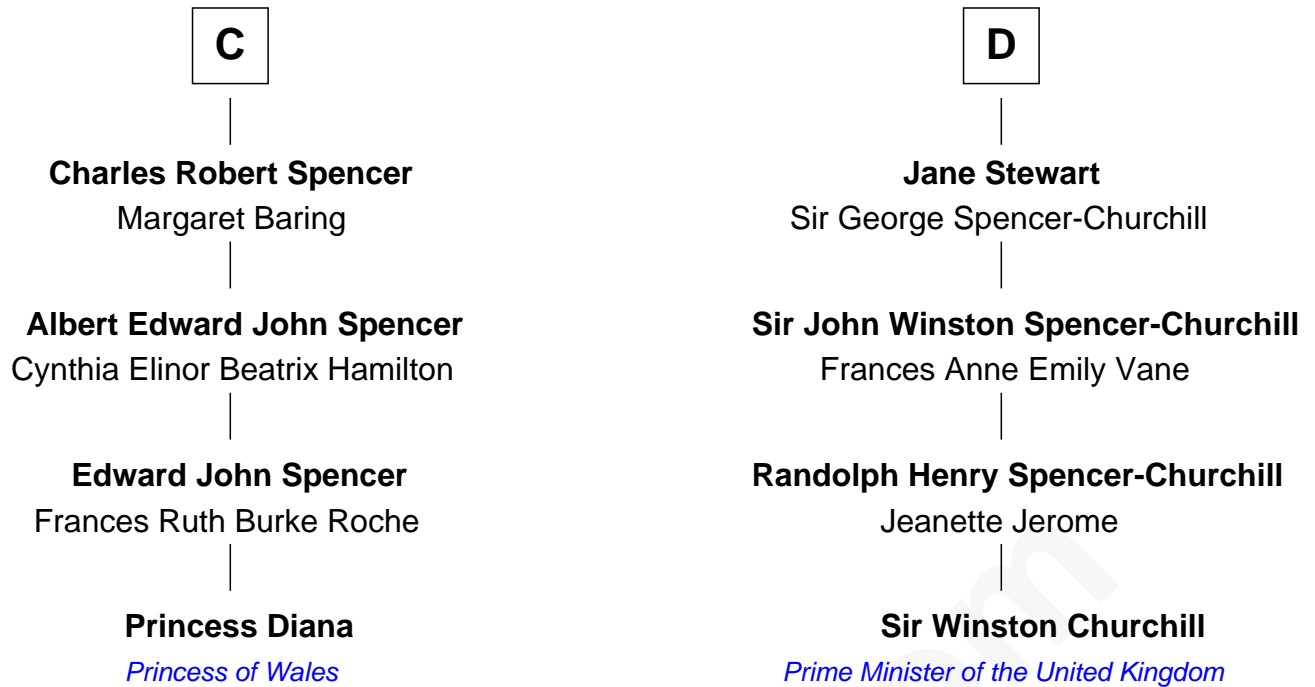 C
Charles Robert Spencer
Margaret Baring
Albert Edward John Spencer
Cynthia Elinor Beatrix Hamilton
Edward John Spencer
Frances Ruth Burke Roche
Princess Diana
Princess of Wales
D
Jane Stewart
Sir George Spencer-Churchill
Sir John Winston Spencer-Churchill
Frances Anne Emily Vane
Randolph Henry Spencer-Churchill
Jeanette Jerome
Sir Winston Churchill
Prime Minister of the United Kingdom